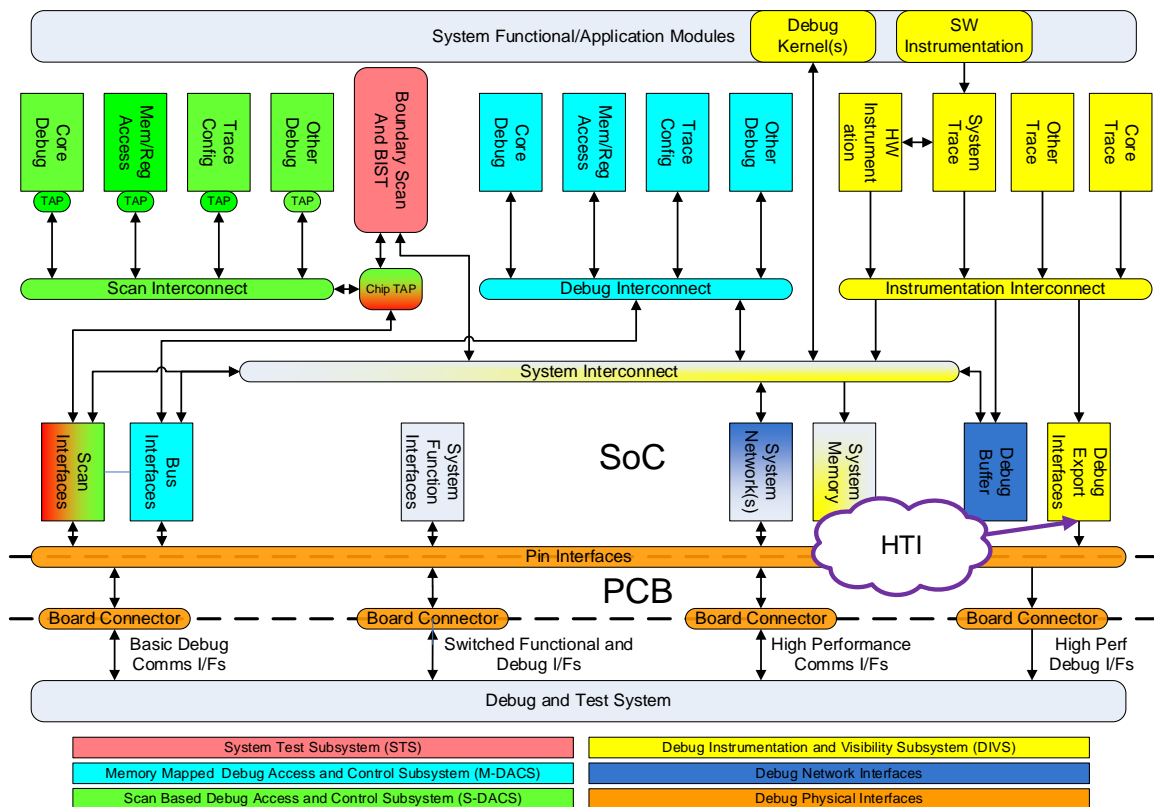 System Functional/Application Modules
Debug
Kernel(s)
SW
Instrumentation
Core
Debug
Mem/Reg
Access
Trace
Config
Other
Debug
TAP
TAP
TAP
TAP
Boundary Scan
And BIST
Core
Debug
Mem/Reg
Access
Trace
Config
Other
Debug
HW
Instrument
ation
System
Trace
Other
Trace
Core
Trace
Scan Interconnect
Chip TAP
Debug Interconnect
Instrumentation Interconnect
System Interconnect
Scan
Interfaces
Bus
Interfaces
System
Function
Interfaces
SoC
System
Network(s)
System
Memory
Debug
Buffer
Debug
Export
Interfaces
HTI
Pin Interfaces
PCB
Board Connector
Board Connector
Board Connector
Board Connector
Basic Debug
Comms I/Fs
Switched Functional and
Debug I/Fs
High Performance
Comms I/Fs
High Perf
Debug I/Fs
Debug and Test System
System Test Subsystem (STS)
Debug Instrumentation and Visibility Subsystem (DIVS)
Memory Mapped Debug Access and Control Subsystem (M-DACS)
Debug Network Interfaces
Scan Based Debug Access and Control Subsystem (S-DACS)
Debug Physical Interfaces